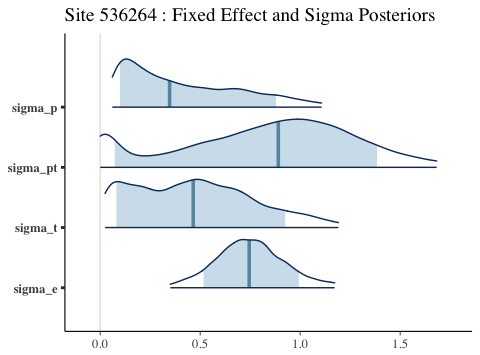 Site 536264 : Fixed Effect and Sigma Posteriors
sigma_p
sigma_pt
sigma_t
sigma_e
0.0 0.5 1.0 1.5